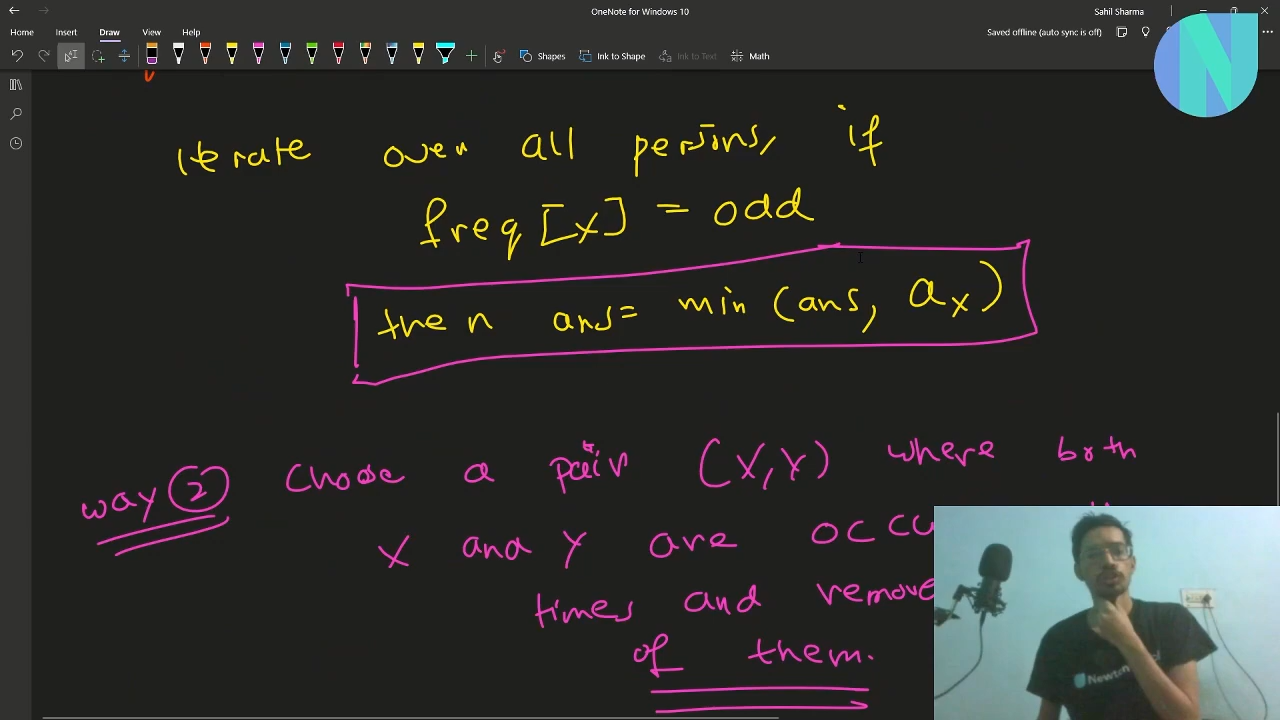 OneNote for Windows 10
Sahil Sharma
Home Insert Draw View Help
Saved offline (auto sync is off)
Shapes Ink to Shape Ink to Text Math
iterate over all persons, if
freq[x] = odd
then ans= min (ans, ax)
way ② Choose a pair (X,Y) where both
X and Y are
times and remove
of them.
Newton